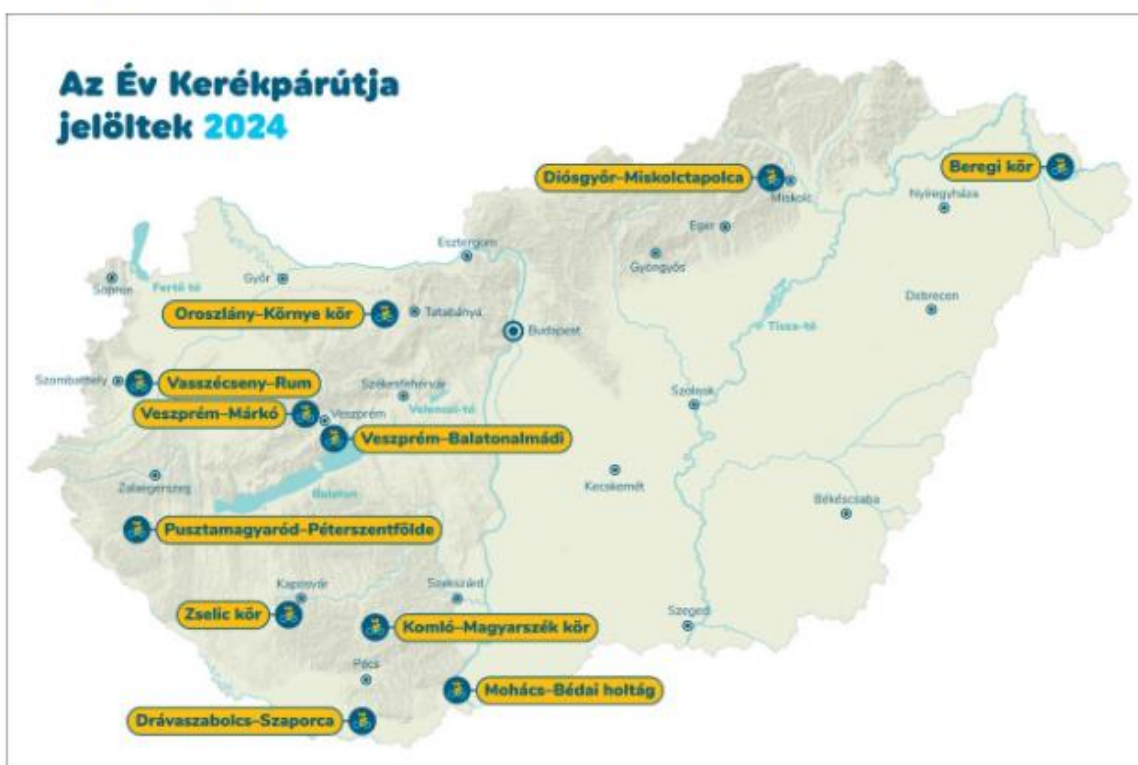 Az Év Kerékpárútja
jelöltek 2024
Diósgyőr–Miskolctapolca
Beregi kör
Miskolc
Nyíregyháza
Eger
Esztergom
Gyöngyös
Sopron
Fertő tó
Győr
Debrecen
Oroszlány–Környe kör
Tatabánya
Budapest
Tisza-tó
Szombathely
Vasszécseny–Rum
Székesfehérvár
Velencei-tó
Szolnok
Veszprém–Márkó
Veszprém
Veszprém–Balatonalmádi
Zalaegerszeg
Balaton
Kecskemét
Békéscsaba
Pusztamagyaród–Péterszentfölde
Kaposvár
Szekszárd
Zselic kör
Komló–Magyarszék kör
Szeged
Pécs
Mohács–Bédai holtág
Drávaszabolcs–Szaporca